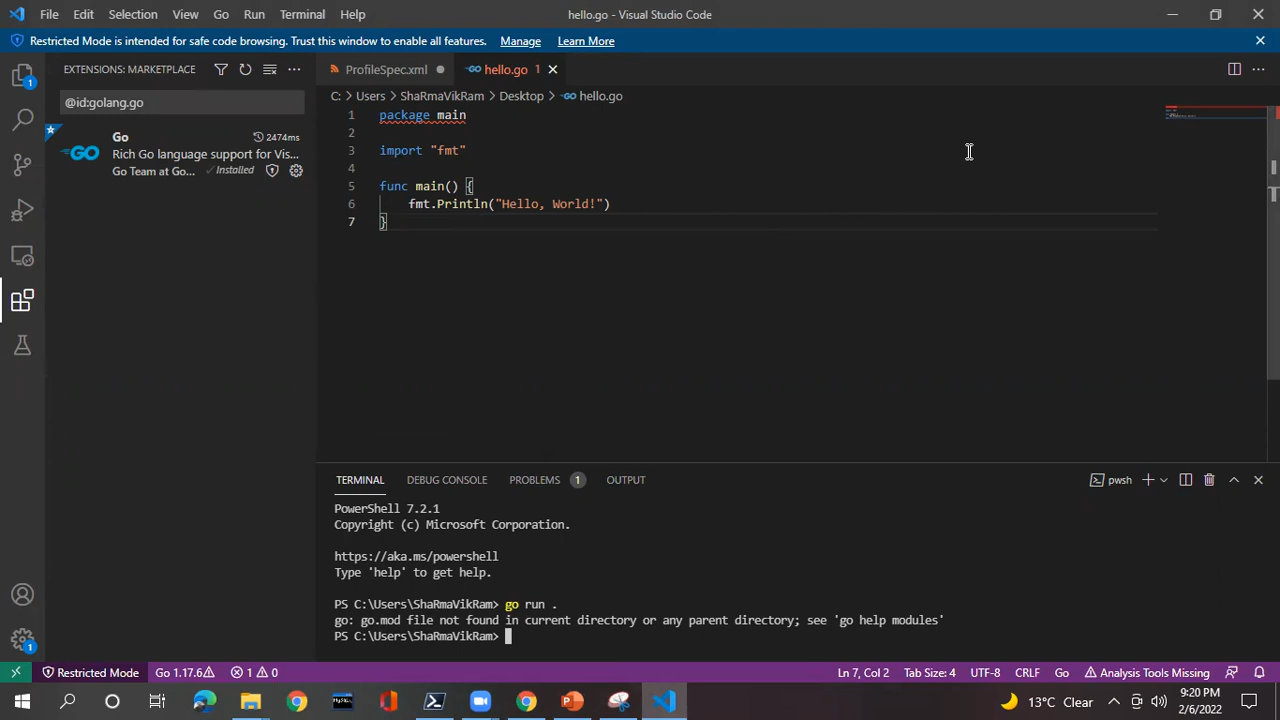 File Edit Selection View Go Run Terminal Help hello.go - Visual Studio Code
Restricted Mode is intended for safe code browsing. Trust this window to enable all features. Manage Learn More
EXTENSIONS: MARKETPLACE
ProfileSpec.xml hello.go 1
@id:golang.go
C: > Users > ShaRmaVikRam > Desktop > hello.go
Go 2474ms
Rich Go language support for Vis...
Go Team at Go... Installed
GO
1 package main
2
3 import "fmt"
4
5 func main() {
6 fmt.Println("Hello, World!")
7 }
TERMINAL DEBUG CONSOLE PROBLEMS 1 OUTPUT pwsh
PowerShell 7.2.1
Copyright (c) Microsoft Corporation.
https://aka.ms/powershell
Type 'help' to get help.
PS C:\Users\ShaRmaVikRam> go run .
go: go.mod file not found in current directory or any parent directory; see 'go help modules'
PS C:\Users\ShaRmaVikRam>
1
1
Restricted Mode Go 1.17.6 1 0 Ln 7, Col 2 Tab Size: 4 UTF-8 CRLF Go Analysis Tools Missing
13°C Clear 9:20 PM
2/6/2022